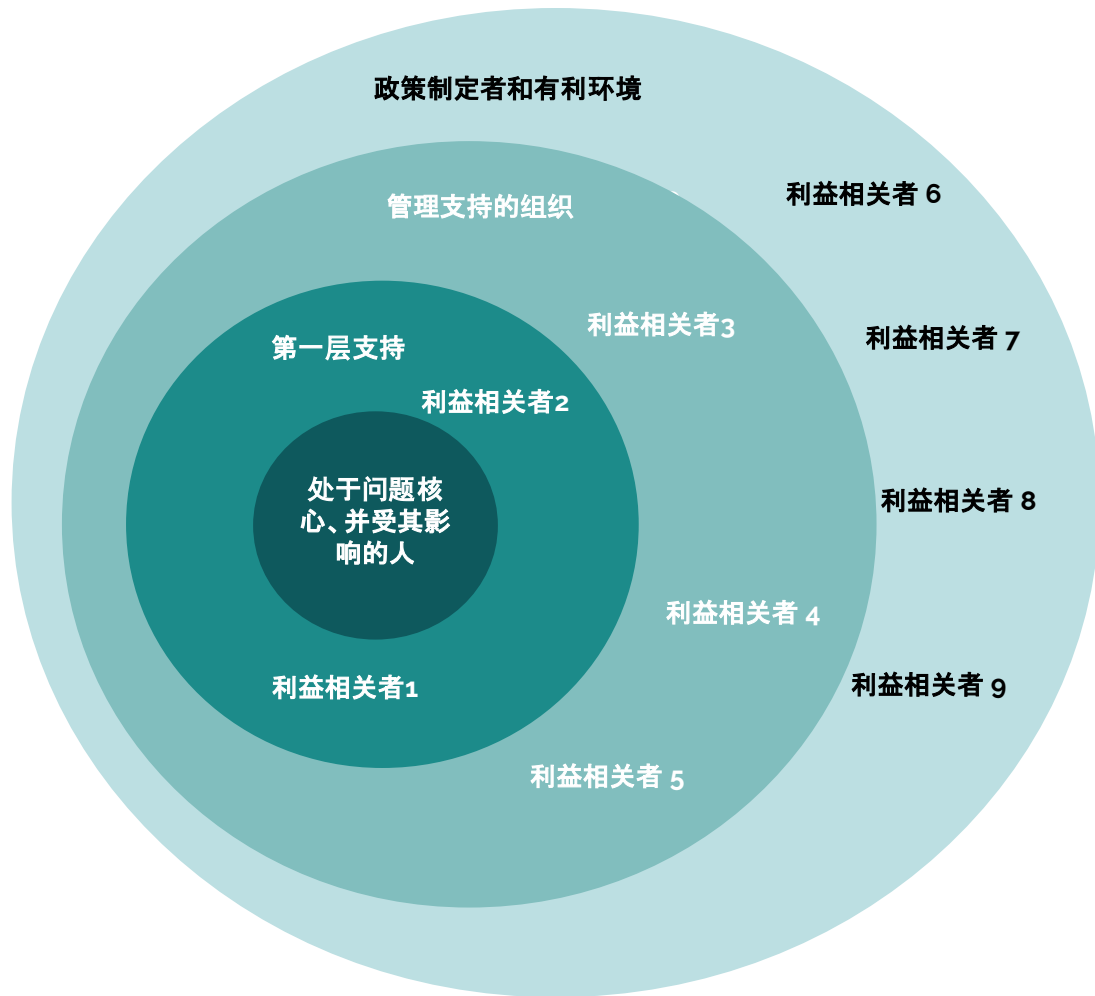 政策制定者和有利环境
利益相关者 6
管理支持的组织
利益相关者3
利益相关者 7
第一层支持
利益相关者2
处于问题核
心、并受其影
响的人
利益相关者 8
利益相关者 4
利益相关者1
利益相关者 9
利益相关者 5